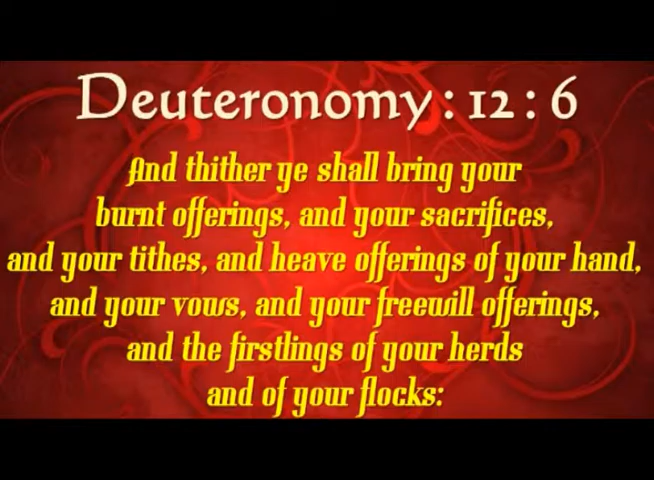 Deuteronomy : 12 : 6
And thither ye shall bring your
burnt offerings, and your sacrifices,
and your tithes, and heave offerings of your hand,
and your vows, and your freewill offerings,
and the firstlings of your herds
and of your flocks: